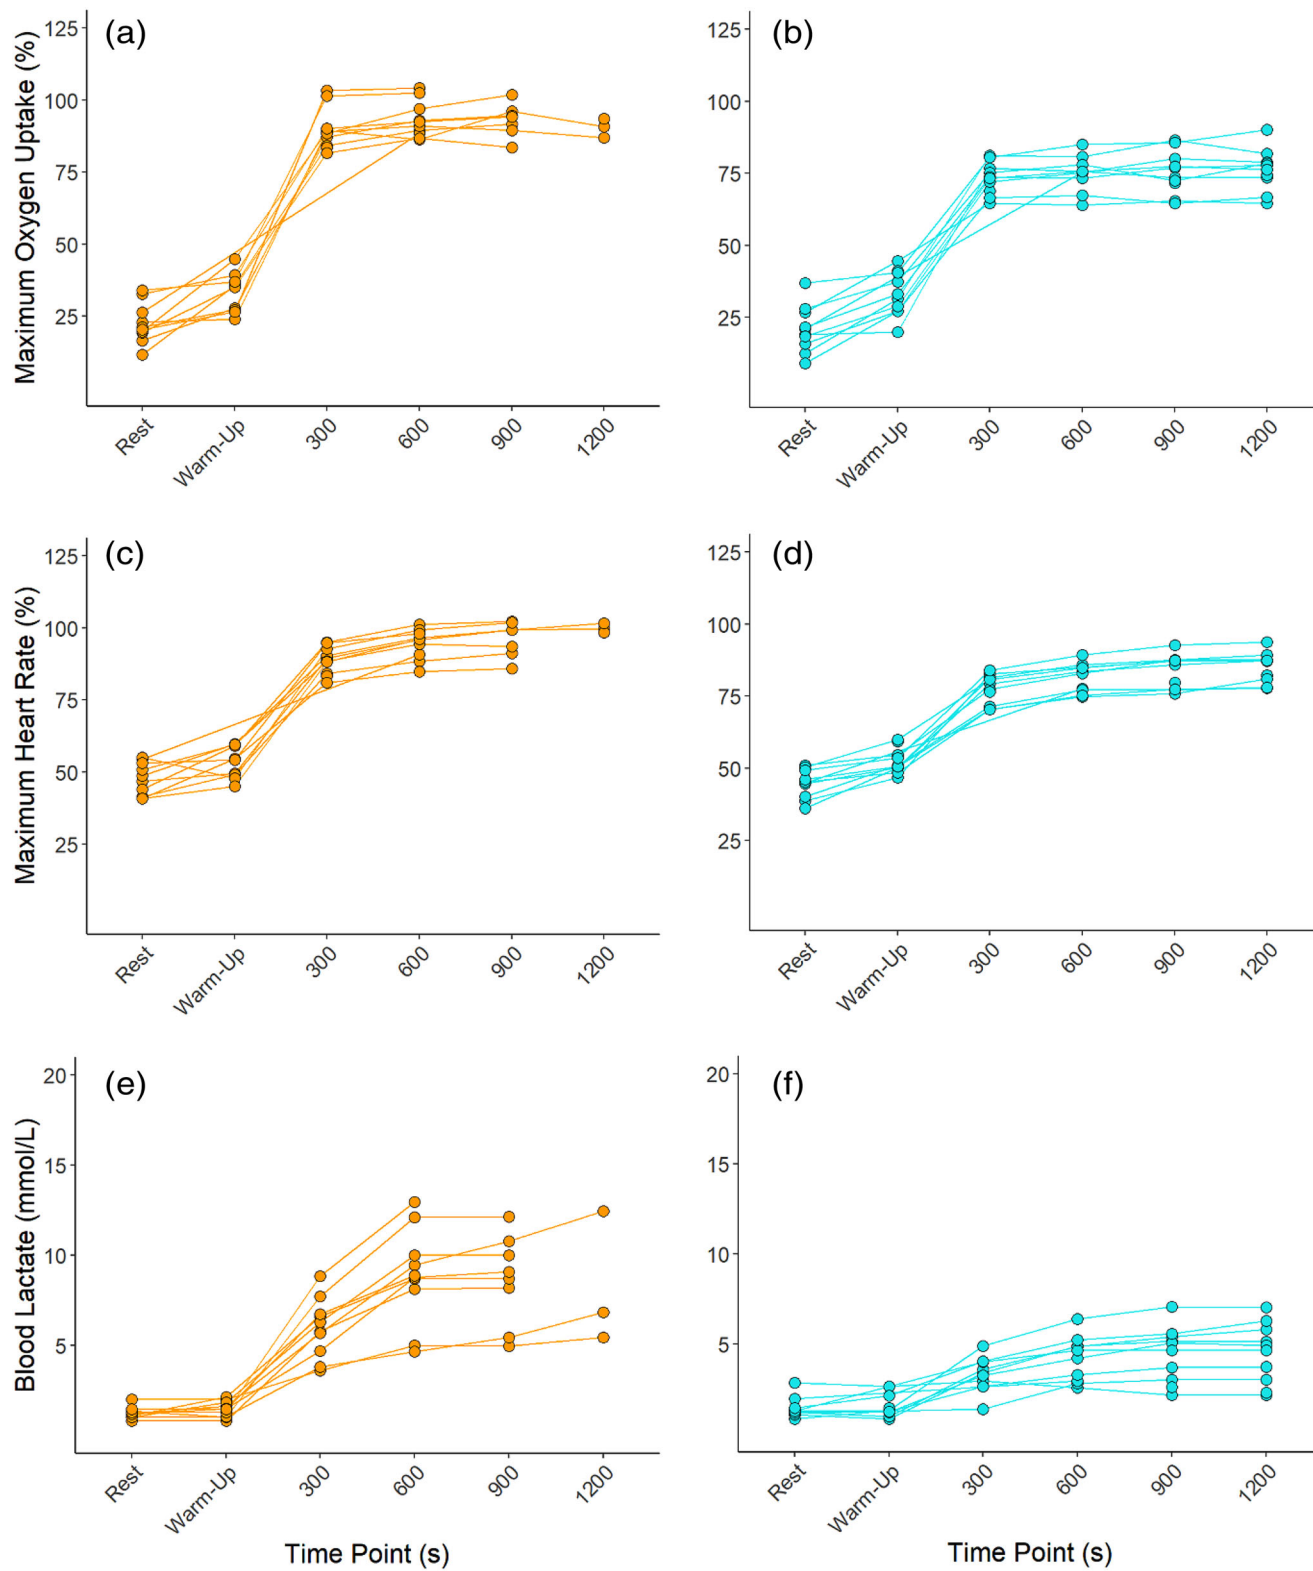 (a)
Maximum Oxygen Uptake (%)
125
100
75
50
25
Rest
Warm-Up
300
600
900
1200
(b)
125
100
75
50
25
Rest
Warm-Up
300
600
900
1200
(c)
Maximum Heart Rate (%)
125
100
75
50
25
Rest
Warm-Up
300
600
900
1200
(d)
125
100
75
50
25
Rest
Warm-Up
300
600
900
1200
(e)
Blood Lactate (mmol/L)
20
15
10
5
Rest
Warm-Up
300
600
900
1200
Time Point (s)
(f)
20
15
10
5
Rest
Warm-Up
300
600
900
1200
Time Point (s)